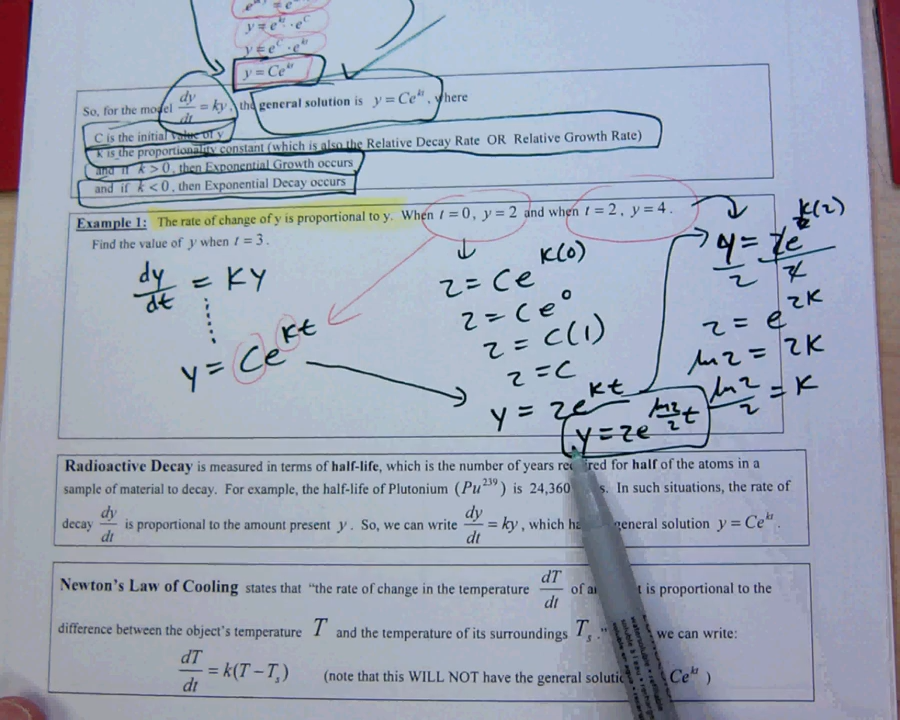 y = e^{kt} · e^C
y = e^C · e^{kt}
y = Ce^{kt}
So, for the model dy/dt = ky, the general solution is y = Ce^{kt}, where
C is the initial value of y
k is the proportionality constant (which is also the Relative Decay Rate OR Relative Growth Rate)
and if k > 0, then Exponential Growth occurs
and if k < 0, then Exponential Decay occurs
Example 1: The rate of change of y is proportional to y. When t = 0, y = 2 and when t = 2, y = 4.
Find the value of y when t = 3.
dy/dt = Ky
y = Ce^{kt}
2 = Ce^{K(0)}
2 = Ce^0
2 = C(1)
2 = C
y = 2e^{kt}
y = 2e^{ln2/2 t}
y/2 = 2e^{k(2)}/2
2 = e^{2K}
ln 2 = 2K
ln2/2 = K
Radioactive Decay is measured in terms of half-life, which is the number of years for half of the atoms in a
sample of material to decay. For example, the half-life of Plutonium (Pu^{239}) is 24,360 In such situations, the rate of
decay dy/dt is proportional to the amount present y. So, we can write dy/dt = ky, which general solution y = Ce^{kt}.
Newton's Law of Cooling states that "the rate of change in the temperature dT/dt of is proportional to the
difference between the object's temperature T and the temperature of its surroundings T_s." we can write:
dT/dt = k(T − T_s) (note that this WILL NOT have the general Ce^{kt})